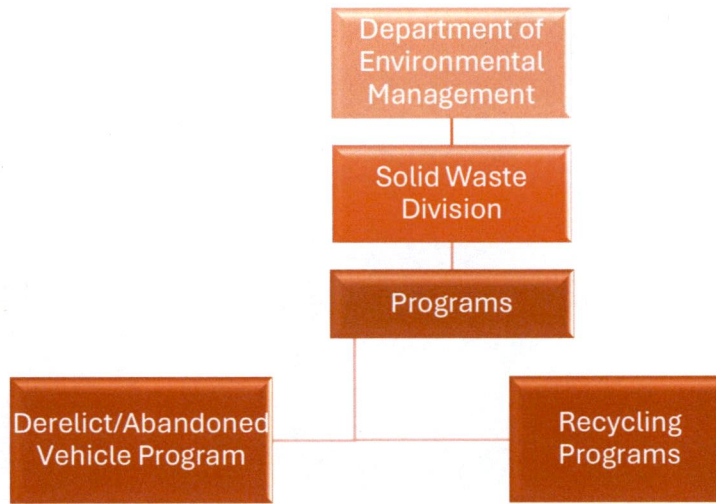 Department of
Environmental
Management
Solid Waste
Division
Programs
Derelict/Abandoned
Vehicle Program
Recycling
Programs